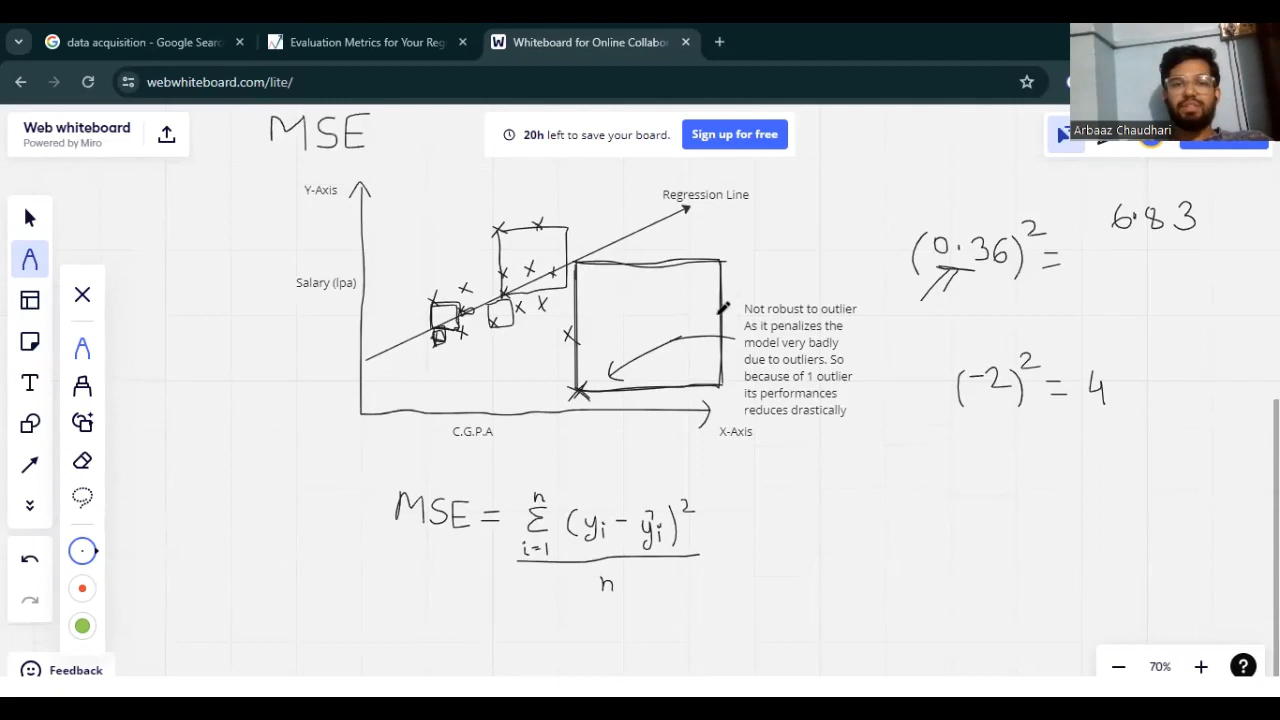 data acquisition - Google Searc
Evaluation Metrics for Your Reg
Whiteboard for Online Collabo
webwhiteboard.com/lite/
Arbaaz Chaudhari
Web whiteboard
Powered by Miro
MSE
20h left to save your board.
Sign up for free
Y-Axis
Regression Line
Salary (lpa)
(0.36)² =
6.83
Not robust to outlier
As it penalizes the
model very badly
due to outliers. So
because of 1 outlier
its performances
reduces drastically
(-2)² = 4
C.G.P.A
X-Axis
MSE = n Σ i=1 (yi - ŷi)²
n
Feedback
70%